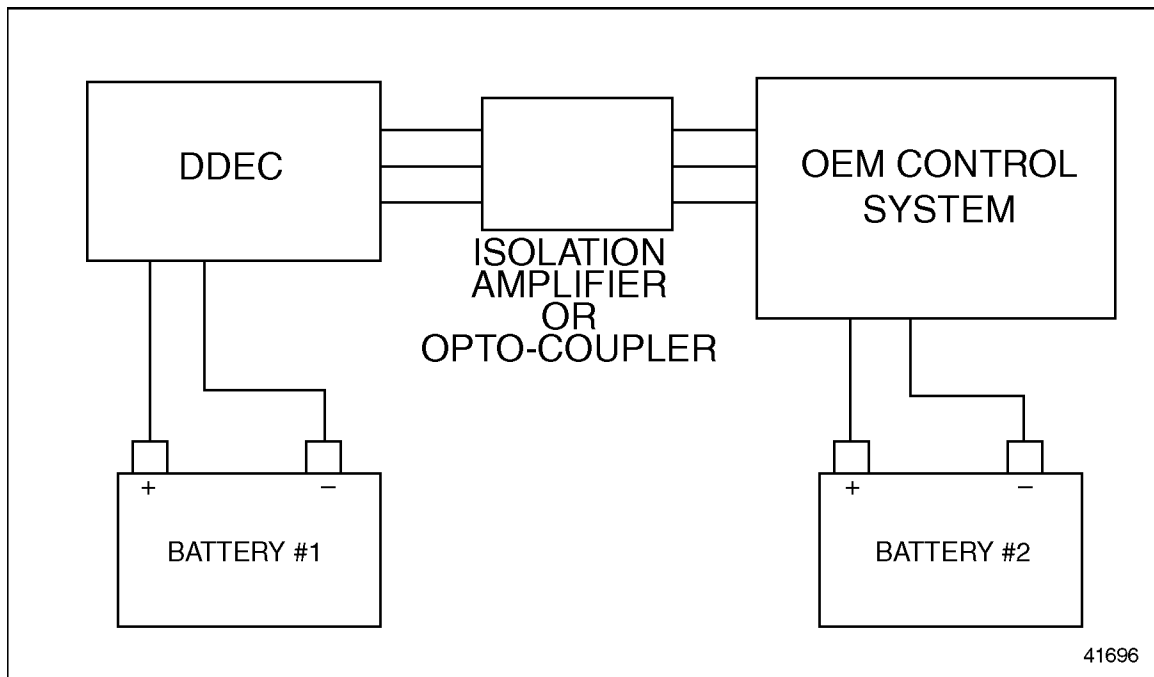 DDEC
OEM CONTROL
SYSTEM
ISOLATION
AMPLIFIER
OR
OPTO-COUPLER
+ −
BATTERY #1
+ −
BATTERY #2
41696